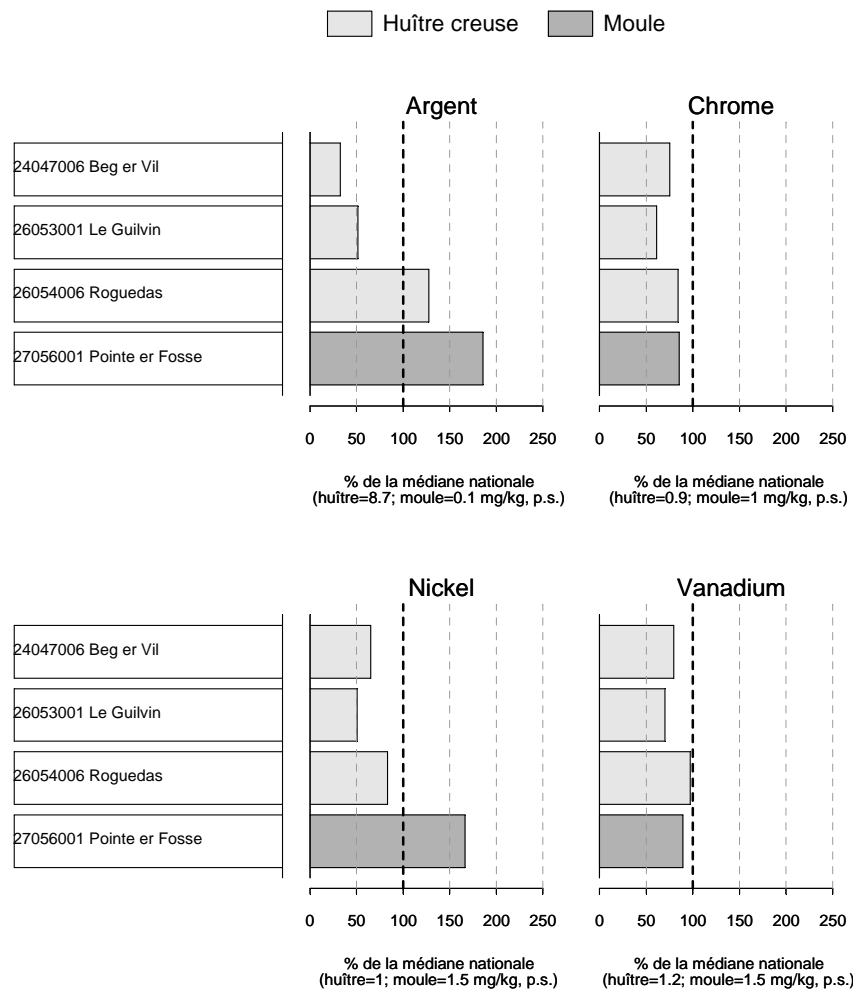 Huître creuse Moule
Argent Chrome
24047006 Beg er Vil
26053001 Le Guilvin
26054006 Roguedas
27056001 Pointe er Fosse
0 50 100 150 200 250 0 50 100 150 200 250
% de la médiane nationale % de la médiane nationale
(huître=8.7; moule=0.1 mg/kg, p.s.) (huître=0.9; moule=1 mg/kg, p.s.)
Nickel Vanadium
24047006 Beg er Vil
26053001 Le Guilvin
26054006 Roguedas
27056001 Pointe er Fosse
0 50 100 150 200 250 0 50 100 150 200 250
% de la médiane nationale % de la médiane nationale
(huître=1; moule=1.5 mg/kg, p.s.) (huître=1.2; moule=1.5 mg/kg, p.s.)